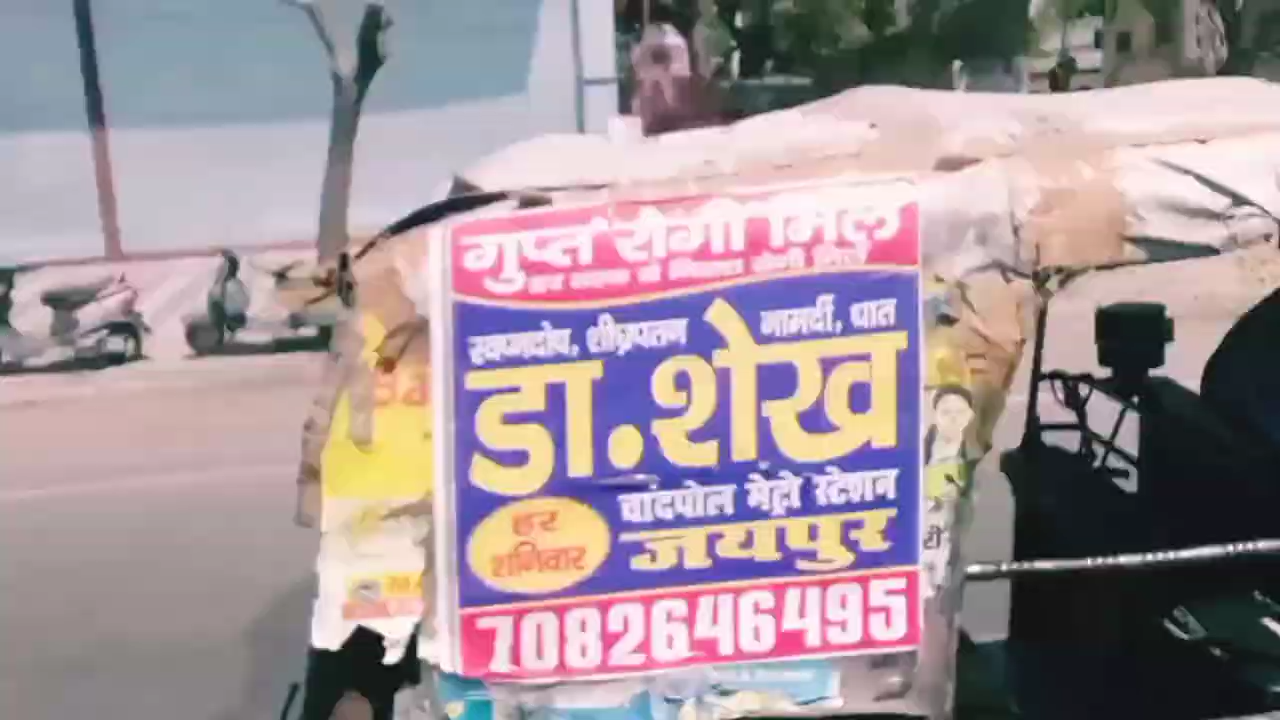 गुप्त रोगी मिलें
स्वप्नदोष, शीघ्रपतन नामर्दी, धात
डा. शेख
चांदपोल मेट्रो स्टेशन
हर शनिवार
जयपुर
7082646495